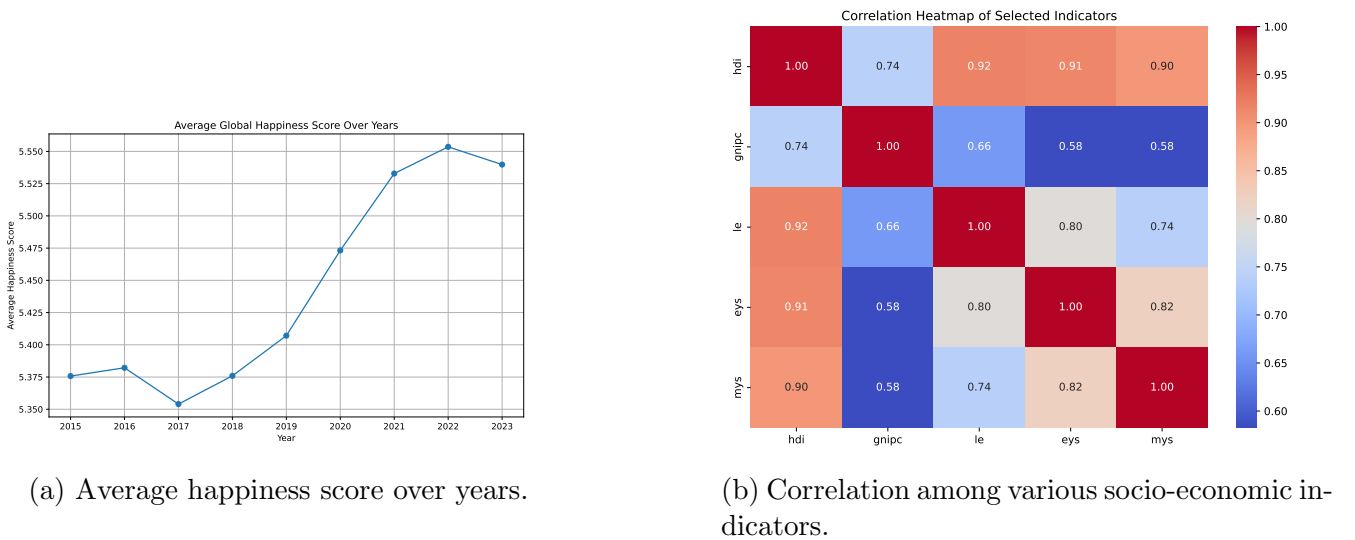 Average Global Happiness Score Over Years
Average Happiness Score
5.550
5.525
5.500
5.475
5.450
5.425
5.400
5.375
5.350
2015 2016 2017 2018 2019 2020 2021 2022 2023
Year
(a) Average happiness score over years.
Correlation Heatmap of Selected Indicators
hdi 1.00 0.74 0.92 0.91 0.90
gnipc 0.74 1.00 0.66 0.58 0.58
le 0.92 0.66 1.00 0.80 0.74
eys 0.91 0.58 0.80 1.00 0.82
mys 0.90 0.58 0.74 0.82 1.00
hdi gnipc le eys mys
1.00
0.95
0.90
0.85
0.80
0.75
0.70
0.65
0.60
(b) Correlation among various socio-economic in-
dicators.